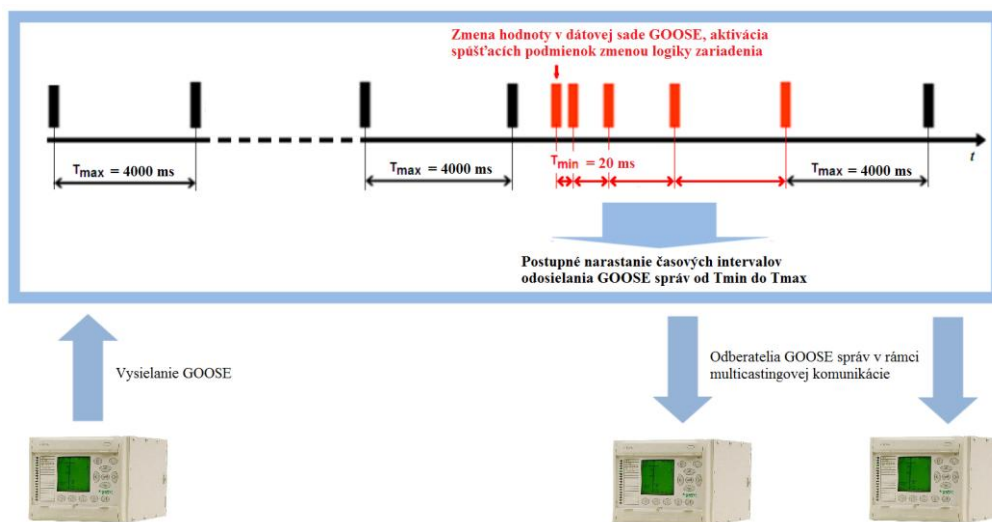 Zmena hodnoty v dátovej sade GOOSE, aktivácia
spúšťacích podmienok zmenou logiky zariadenia
t
Tmax = 4000 ms
Tmax = 4000 ms
Tmin = 20 ms
Tmax = 4000 ms
Postupné narastanie časových intervalov
odosielania GOOSE správ od Tmin do Tmax
Vysielanie GOOSE
Odberatelia GOOSE správ v rámci
multicastingovej komunikácie